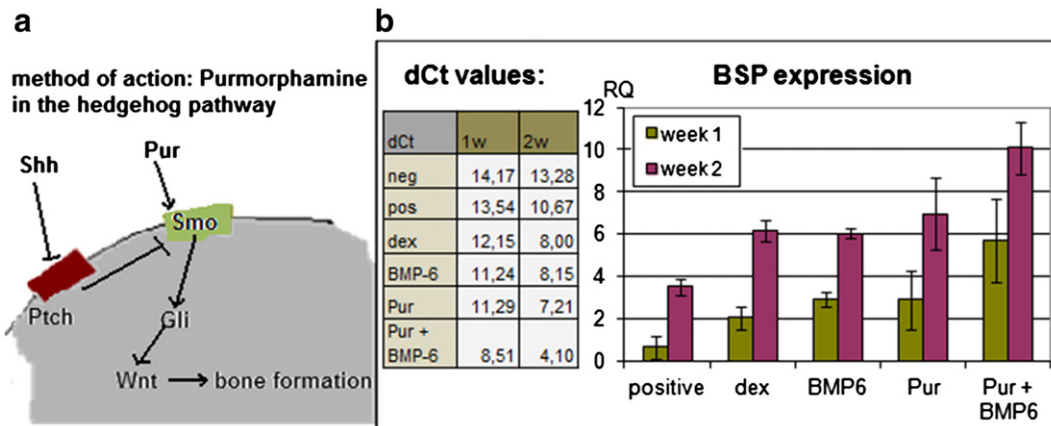 a
method of action: Purmorphamine
in the hedgehog pathway
Shh
Pur
Smo
Ptch
Gli
Wnt
bone formation
b
dCt values:
dCt 1w 2w
neg 14,17 13,28
pos 13,54 10,67
dex 12,15 8,00
BMP-6 11,24 8,15
Pur 11,29 7,21
Pur +
BMP-6 8,51 4,10
BSP expression
RQ
12
10
8
6
4
2
0
week 1
week 2
positive dex BMP6 Pur Pur +
BMP6